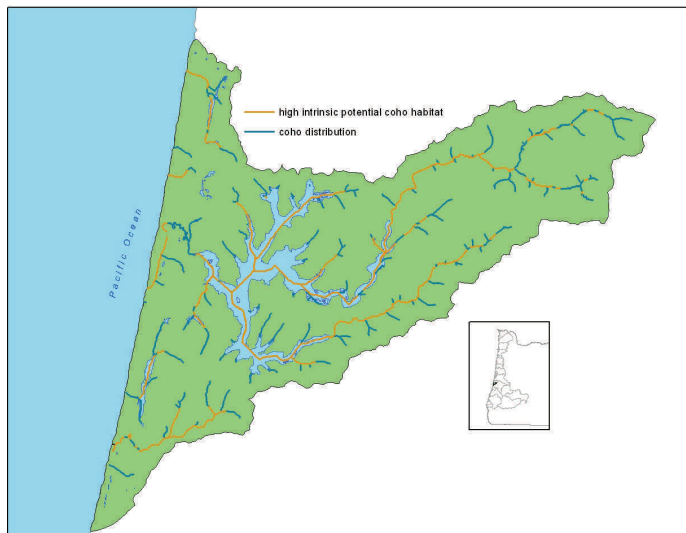 high intrinsic potential coho habitat
coho distribution
Pacific Ocean